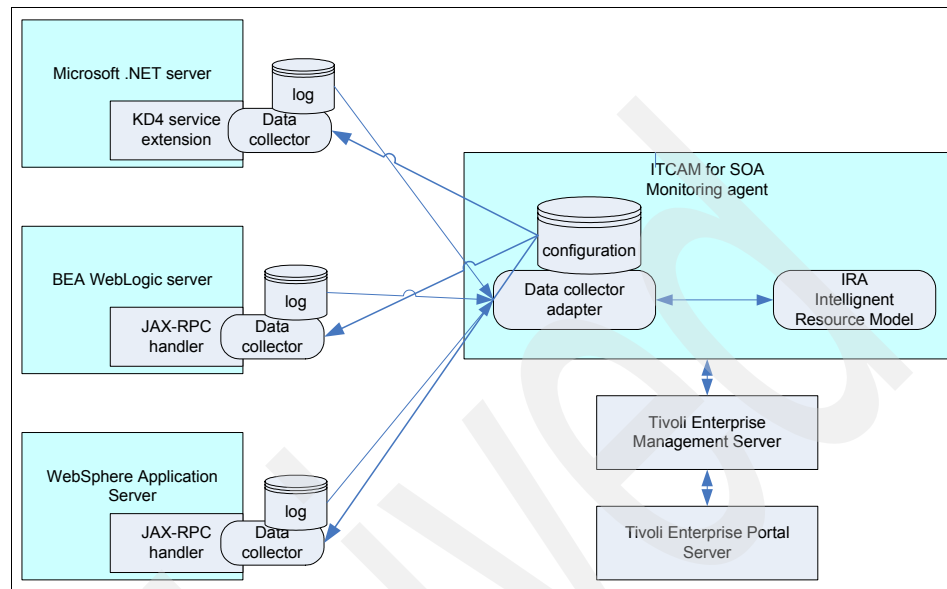 Microsoft .NET server
log
KD4 service
extension
Data
collector
BEA WebLogic server
log
JAX-RPC
handler
Data
collector
WebSphere Application
Server
log
JAX-RPC
handler
Data
collector
ITCAM for SOA
Monitoring agent
configuration
Data collector
adapter
IRA
Intellignent
Resource Model
Tivoli Enterprise
Management Server
Tivoli Enterprise Portal
Server